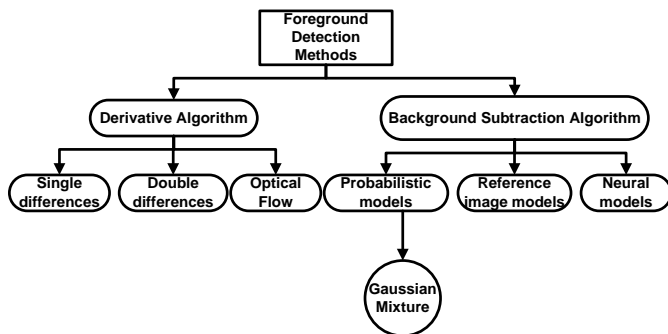 Foreground
Detection
Methods
Derivative Algorithm
Background Subtraction Algorithm
Single
differences
Double
differences
Optical
Flow
Probabilistic
models
Reference
image models
Neural
models
Gaussian
Mixture